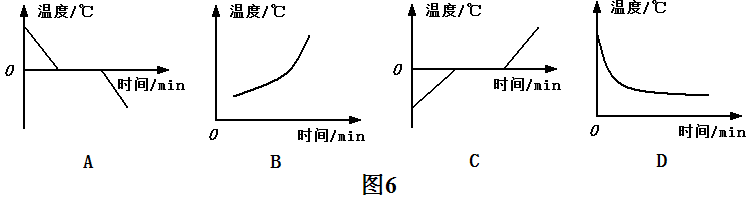 温度/℃ 温度/℃ 温度/℃ 温度/℃
0 时间/min 0 时间/min
0 时间/min 0 时间/min
A B C D
图6